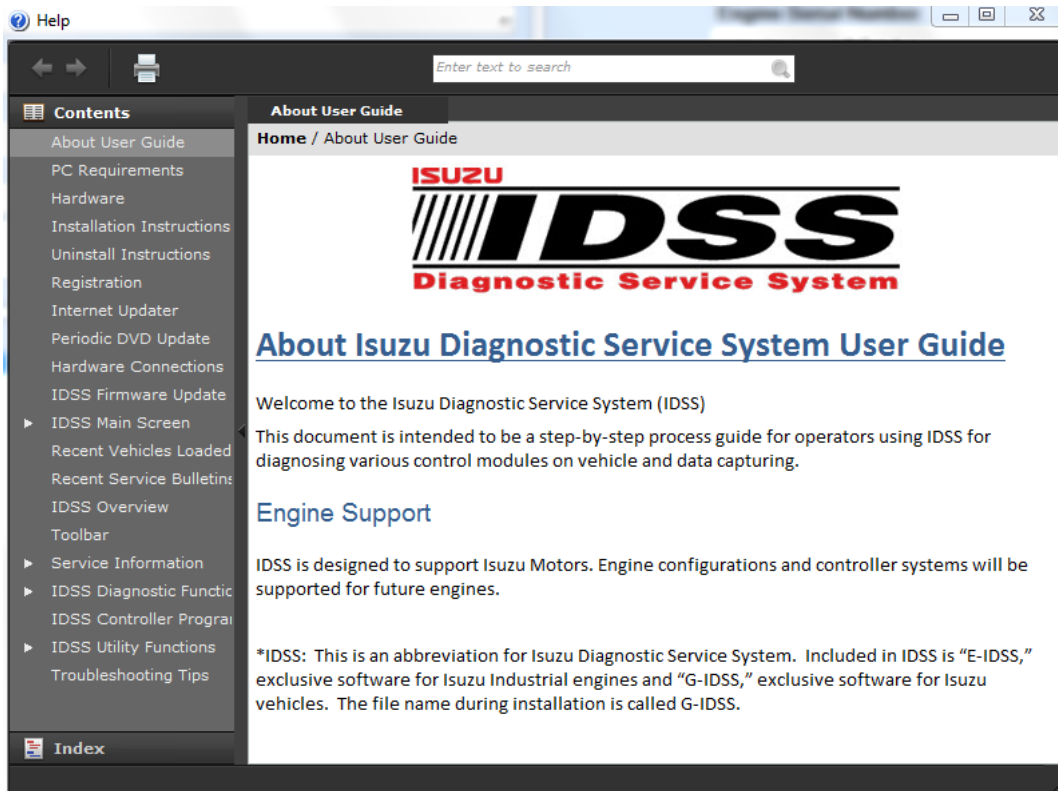 Help
Enter text to search
Contents
About User Guide
PC Requirements
Hardware
Installation Instructions
Uninstall Instructions
Registration
Internet Updater
Periodic DVD Update
Hardware Connections
IDSS Firmware Update
IDSS Main Screen
Recent Vehicles Loaded
Recent Service Bulletins
IDSS Overview
Toolbar
Service Information
IDSS Diagnostic Functio
IDSS Controller Program
IDSS Utility Functions
Troubleshooting Tips
Index
About User Guide
Home / About User Guide
ISUZU
IDSS
Diagnostic Service System
About Isuzu Diagnostic Service System User Guide
Welcome to the Isuzu Diagnostic Service System (IDSS)
This document is intended to be a step-by-step process guide for operators using IDSS for
diagnosing various control modules on vehicle and data capturing.
Engine Support
IDSS is designed to support Isuzu Motors. Engine configurations and controller systems will be
supported for future engines.
*IDSS:  This is an abbreviation for Isuzu Diagnostic Service System.  Included in IDSS is “E-IDSS,”
exclusive software for Isuzu Industrial engines and “G-IDSS,” exclusive software for Isuzu
vehicles.  The file name during installation is called G-IDSS.